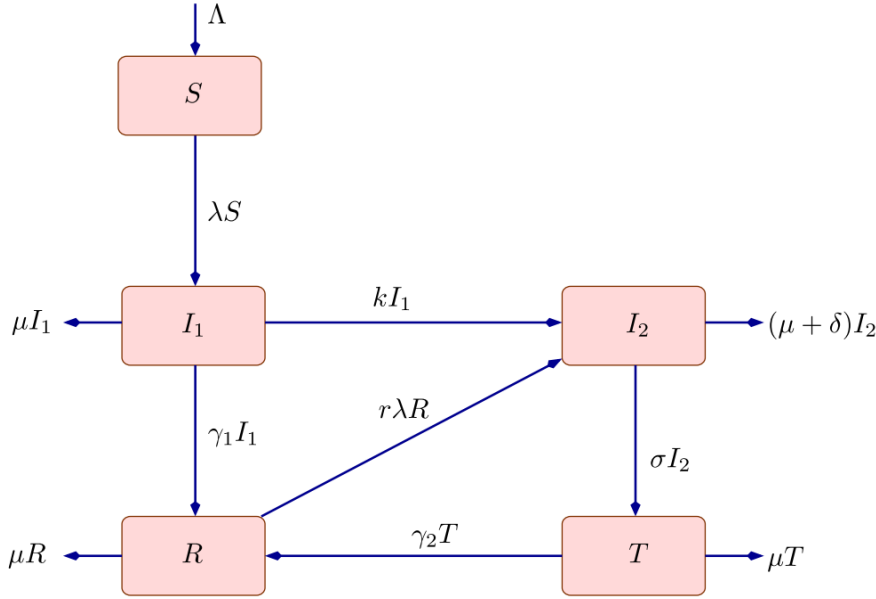 Λ
S
λS
μI₁
I₁
kI₁
I₂
(μ + δ)I₂
γ₁I₁
rλR
σI₂
μR
R
γ₂T
T
μT